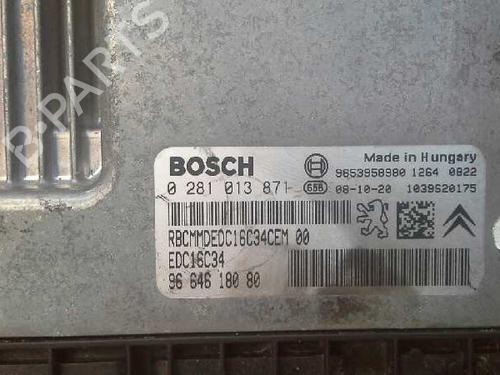 B-PARTS
BOSCH
Made in Hungary
9653958980 1264 0822
0 281 013 871
65B
08-10-20 1039S20175
RBCMMDEDC16C34CEM 00
EDC16C34
96 646 180 80